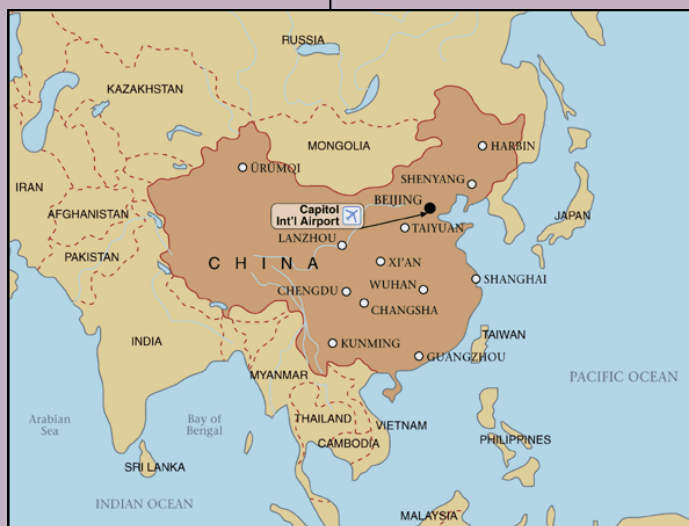 RUSSIA
KAZAKHSTAN
MONGOLIA
HARBIN
ÜRÜMQI
SHENYANG
IRAN
BEIJING
Capitol
Int'l Airport
AFGHANISTAN
JAPAN
TAIYUAN
LANZHOU
PAKISTAN
CHINA
XI'AN
SHANGHAI
CHENGDU
WUHAN
CHANGSHA
TAIWAN
INDIA
KUNMING
GUANGZHOU
MYANMAR
PACIFIC OCEAN
Arabian
Sea
Bay of
Bengal
THAILAND
VIETNAM
CAMBODIA
PHILIPPINES
SRI LANKA
INDIAN OCEAN
MALAYSIA